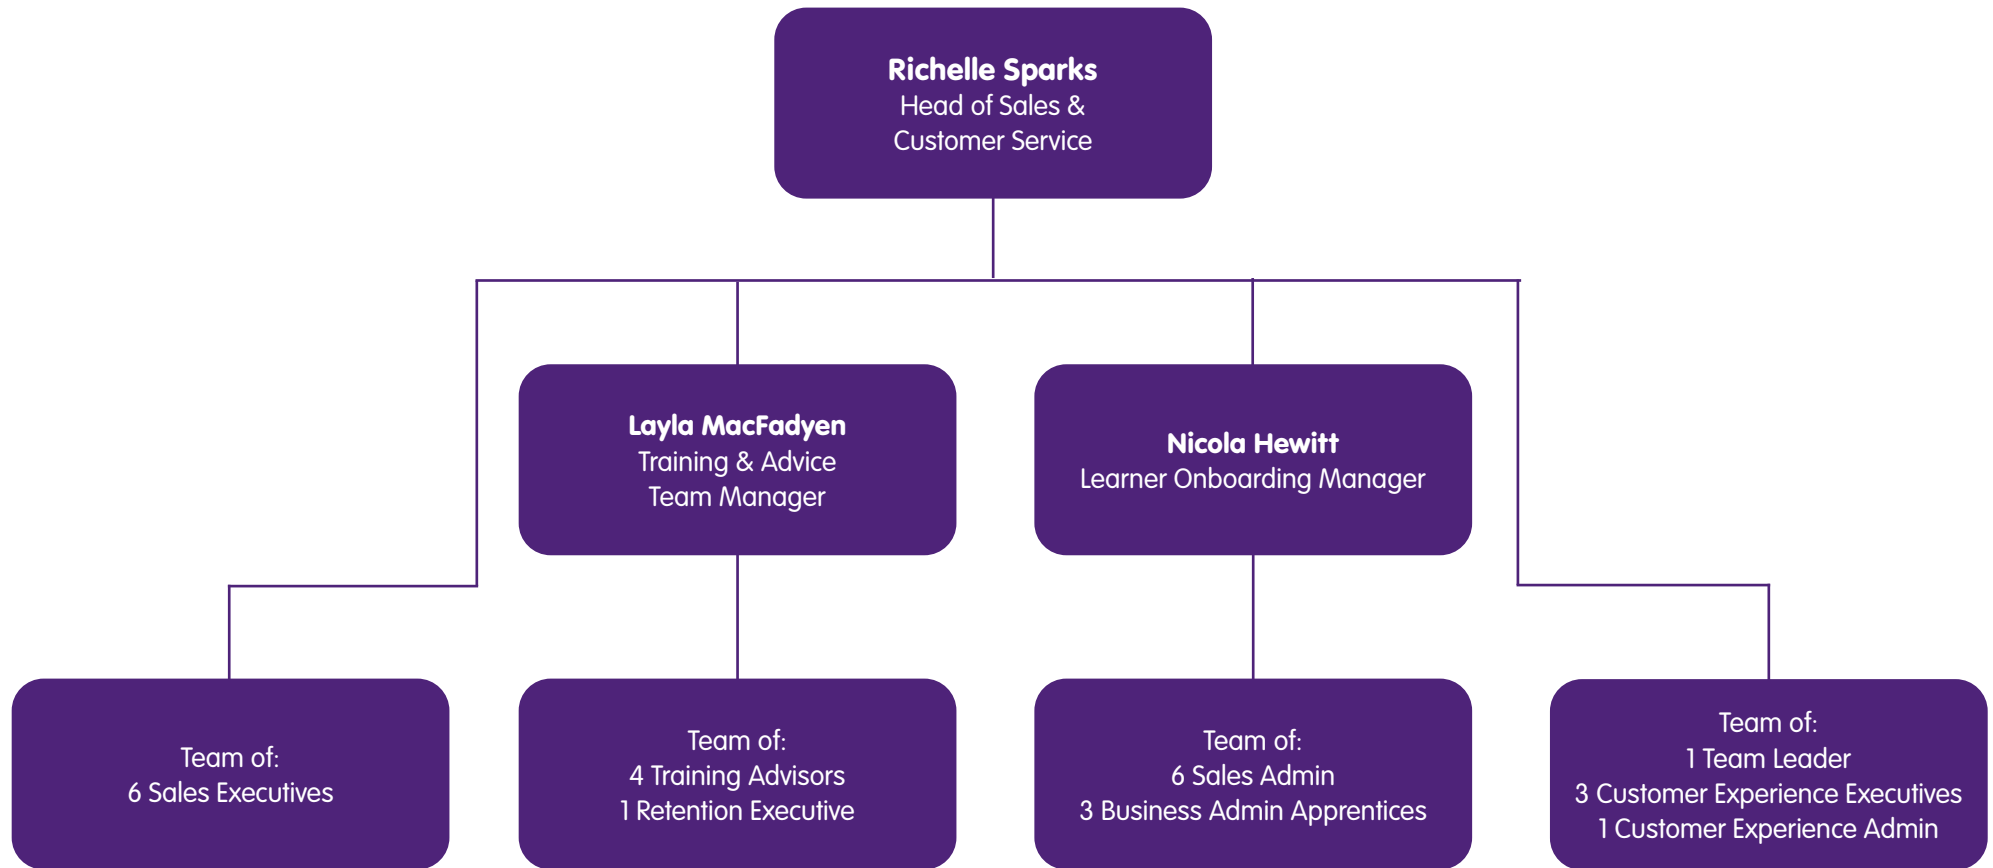 Richelle Sparks
Head of Sales &
Customer Service
Layla MacFadyen
Training & Advice
Team Manager
Nicola Hewitt
Learner Onboarding Manager
Team of:
6 Sales Executives
Team of:
4 Training Advisors
1 Retention Executive
Team of:
6 Sales Admin
3 Business Admin Apprentices
Team of:
1 Team Leader
3 Customer Experience Executives
1 Customer Experience Admin